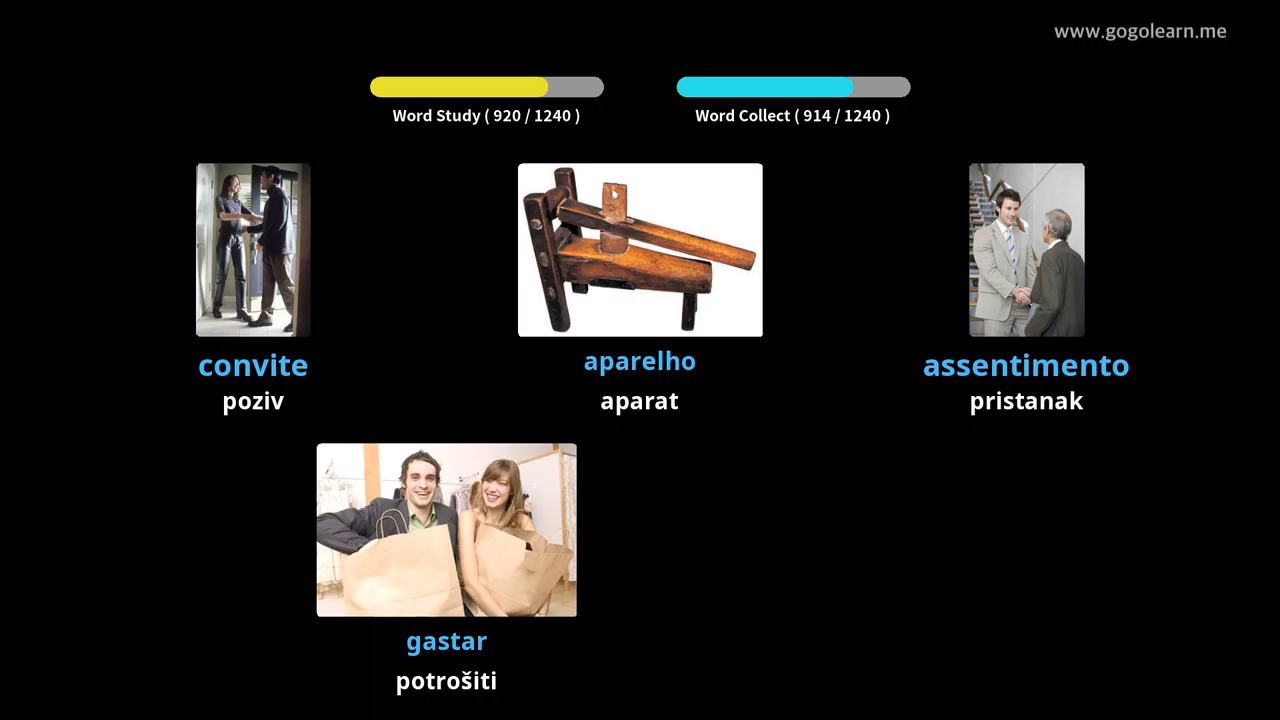 www.gogolearn.me
Word Study ( 920 / 1240 )
Word Collect ( 914 / 1240 )
convite
poziv
aparelho
aparat
assentimento
pristanak
gastar
potrošiti